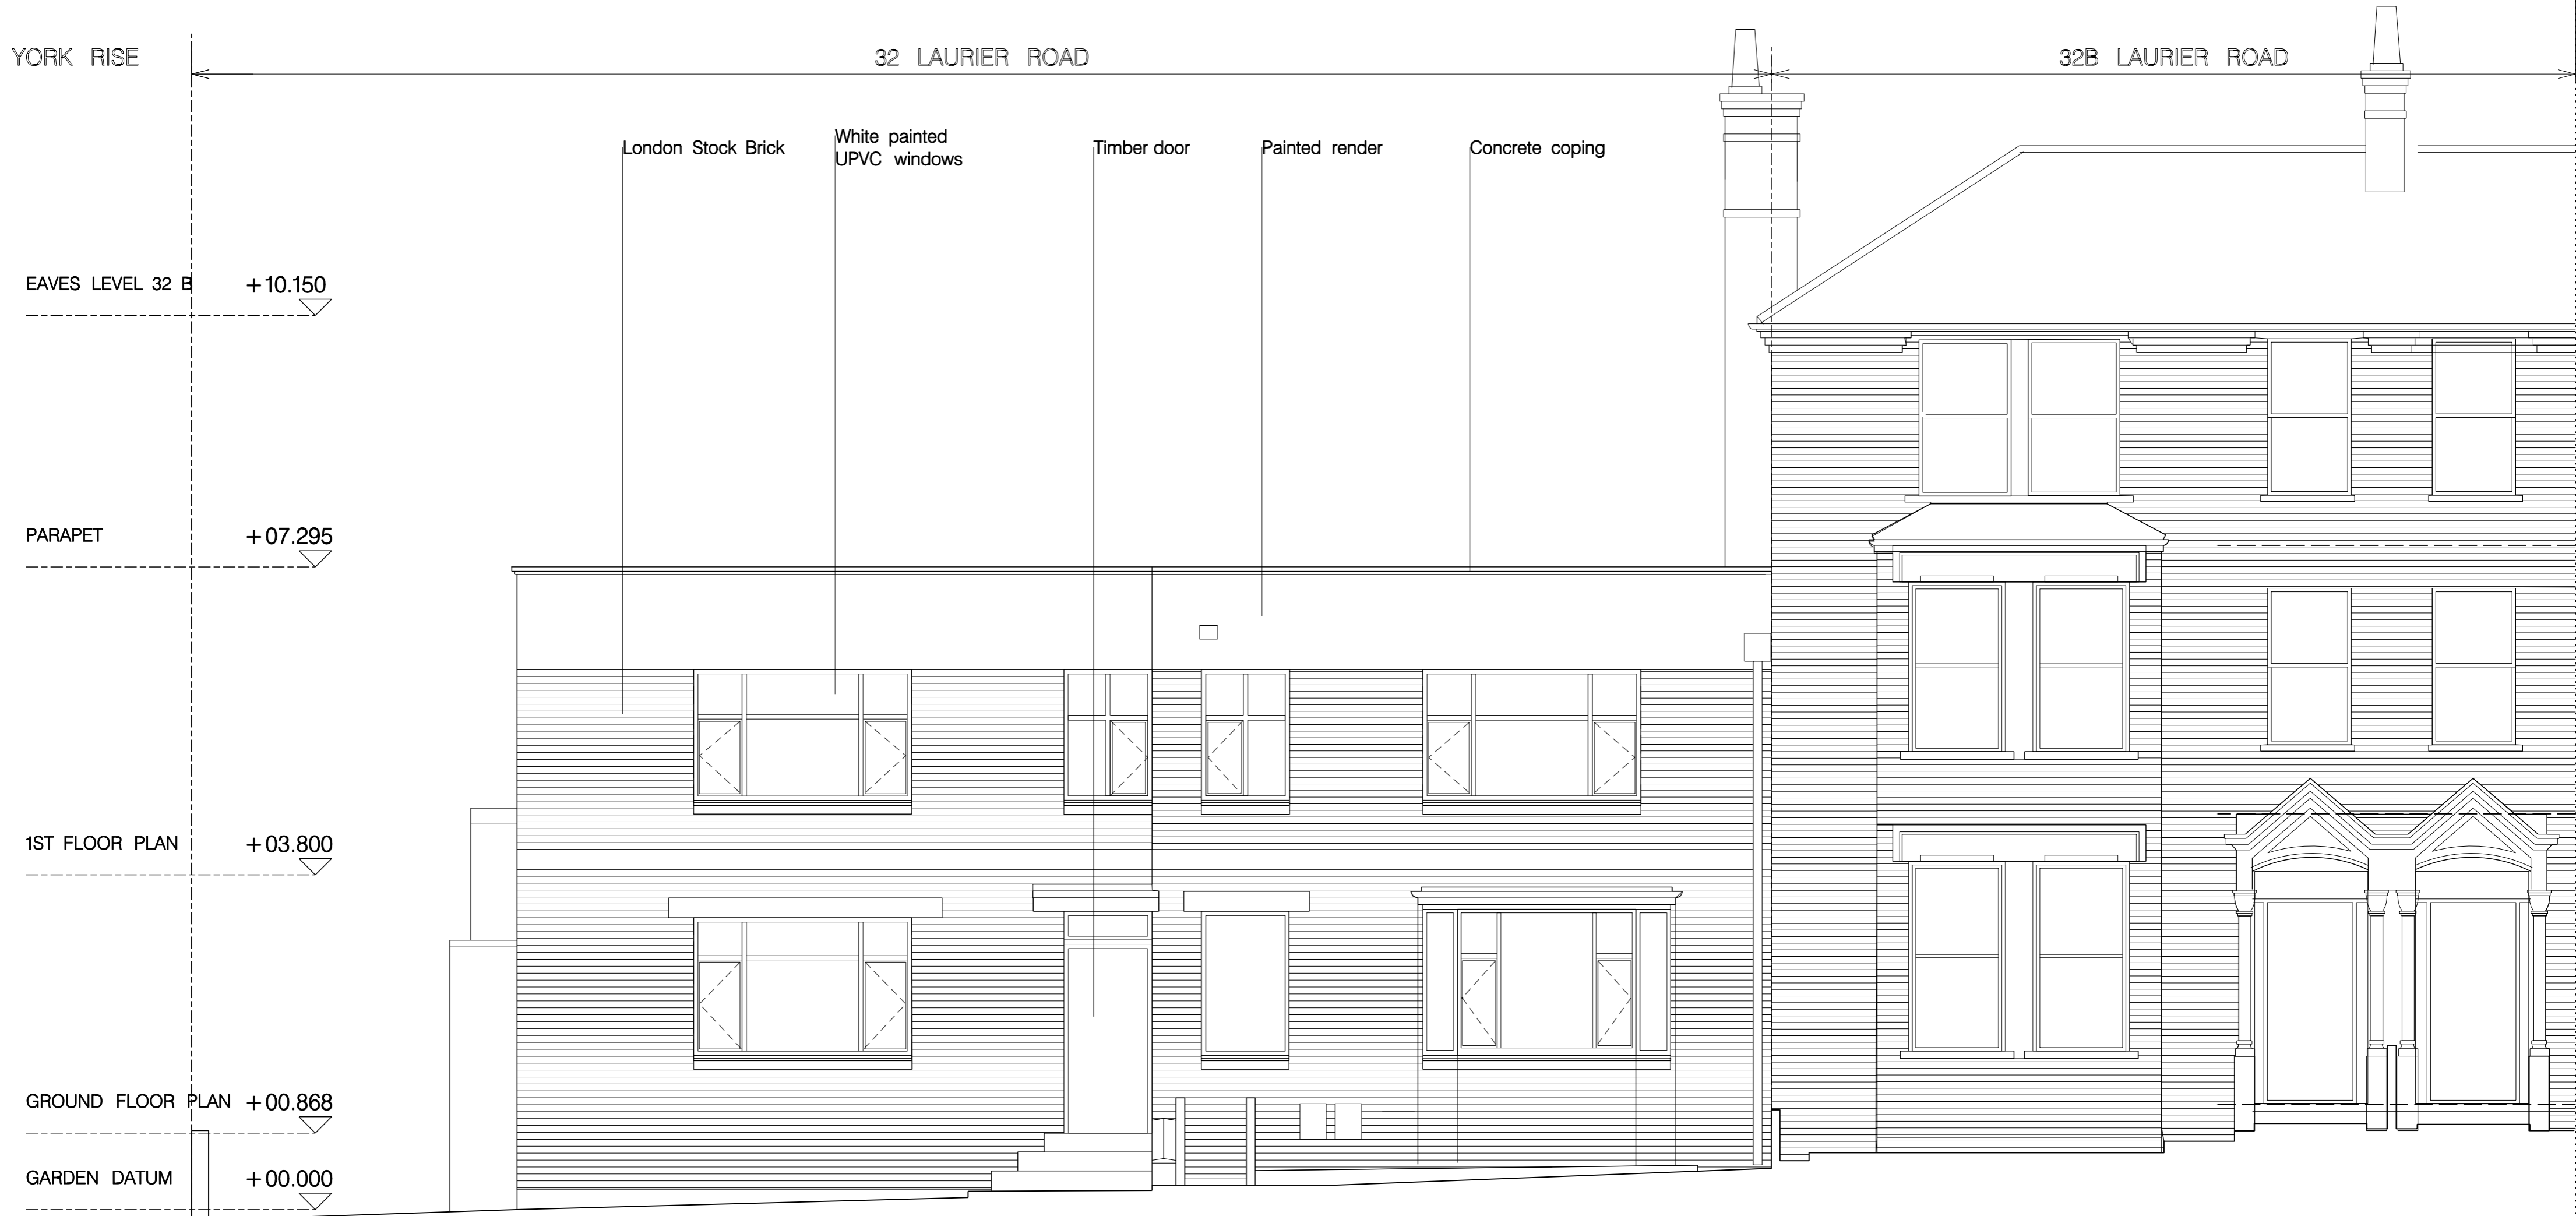 YORK RISE
32 LAURIER ROAD
32B LAURIER ROAD
London Stock Brick
White painted
UPVC windows
Timber door
Painted render
Concrete coping
EAVES LEVEL 32 B +10.150
PARAPET +07.295
1ST FLOOR PLAN +03.800
GROUND FLOOR PLAN +00.868
GARDEN DATUM +00.000